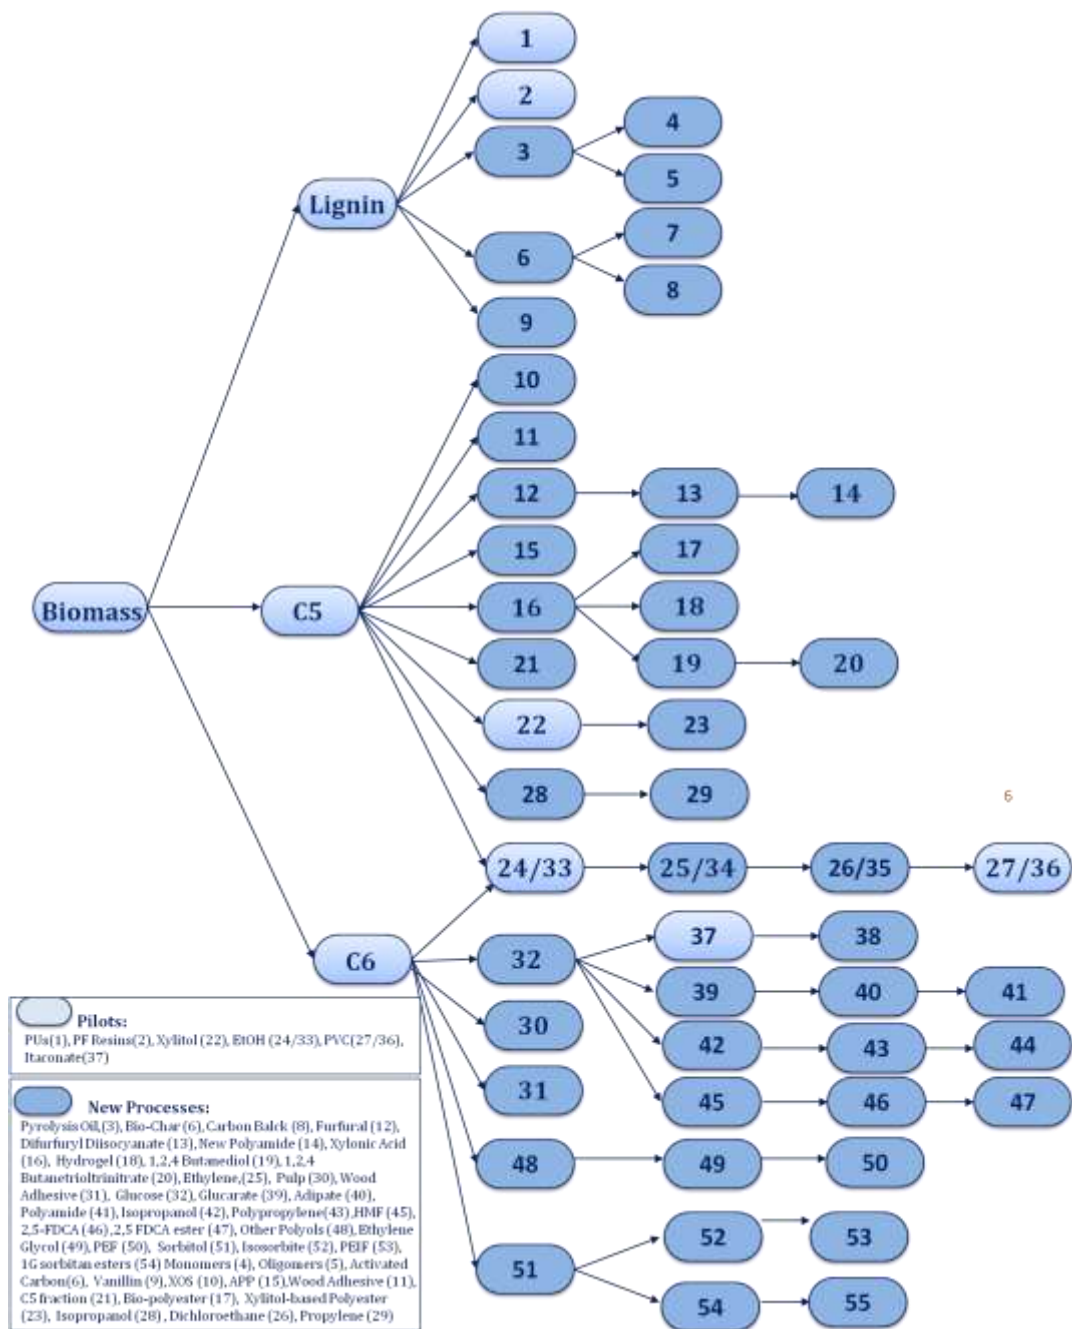 1
2
3
4
5
Lignin
6
7
8
9
10
11
12
13
14
15
16
17
18
19
20
Biomass
C5
21
22
23
28
29
6
24/33
25/34
26/35
27/36
C6
32
37
38
39
40
41
30
42
43
44
31
45
46
47
48
49
50
51
52
53
54
55
Pilots:
PUs(1), PF Resins(2), Xylitol (22), EtOH (24/33), PVC(27/36),
Itaconate(37)
New Processes:
Pyrolysis Oil,(3), Bio-Char (6), Carbon Balck (8), Furfural (12),
Difurfuryl Diisocyanate (13), New Polyamide (14), Xylonic Acid
(16), Hydrogel (18), 1,2,4 Butanediol (19), 1,2,4
Butanetrioltrinitrate (20), Ethylene,(25), Pulp (30), Wood
Adhesive (31), Glucose (32), Glucarate (39), Adipate (40),
Polyamide (41), Isopropanol (42), Polypropylene(43) ,HMF (45),
2,5-FDCA (46) ,2,5 FDCA ester (47), Other Polyols (48), Ethylene
Glycol (49), PEF (50), Sorbitol (51), Isosorbite (52), PEIF (53),
1G sorbitan esters (54) Monomers (4), Oligomers (5), Activated
Carbon(6), Vanillin (9), XOS (10), APP (15),Wood Adhesive (11),
C5 fraction (21), Bio-polyester (17), Xylitol-based Polyester
(23), Isopropanol (28) , Dichloroethane (26), Propylene (29)